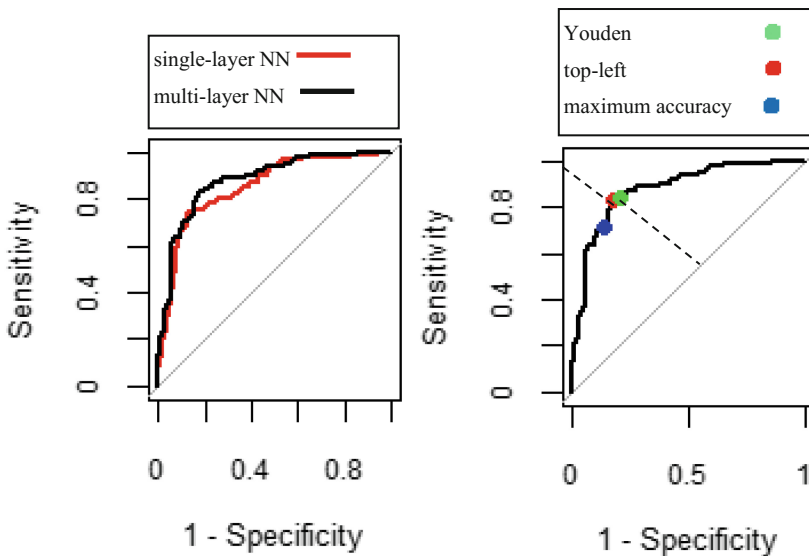 single-layer NN
multi-layer NN
Sensitivity
0.8
0.4
0
0
0.4
0.8
1 - Specificity
Youden
top-left
maximum accuracy
Sensitivity
0.8
0.4
0
0
0.5
1
1 - Specificity